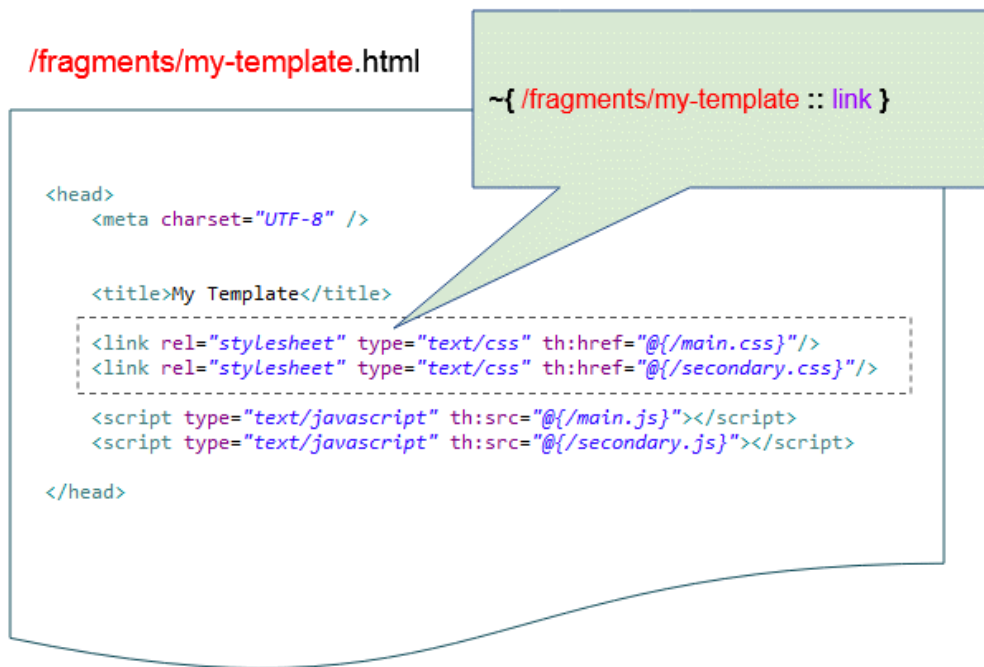 /fragments/my-template.html
~{ /fragments/my-template :: link }
<head>
<meta charset="UTF-8" />
<title>My Template</title>
<link rel="stylesheet" type="text/css" th:href="@{/main.css}"/>
<link rel="stylesheet" type="text/css" th:href="@{/secondary.css}"/>
<script type="text/javascript" th:src="@{/main.js}"></script>
<script type="text/javascript" th:src="@{/secondary.js}"></script>
</head>